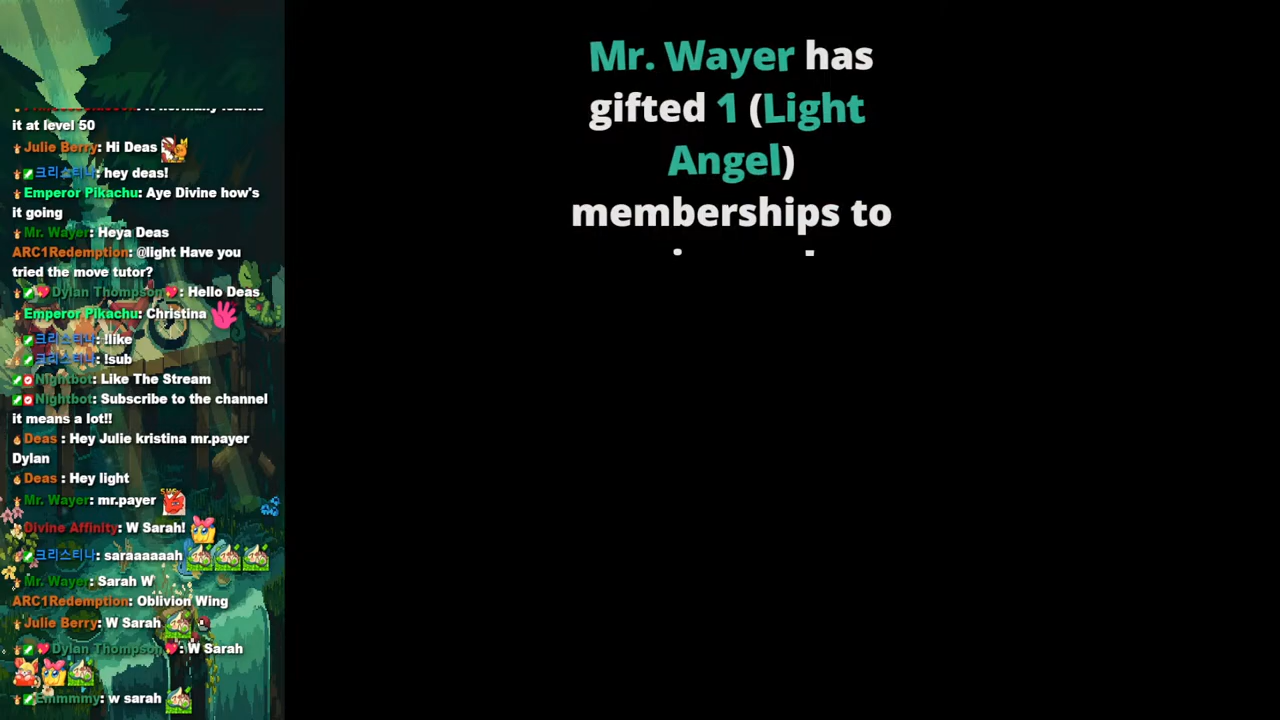 it at level 50
Julie Berry: Hi Deas
크리스티나: hey deas!
Emperor Pikachu: Aye Divine how's
it going
Mr. Wayer: Heya Deas
ARC1Redemption: @light Have you
tried the move tutor?
Dylan Thompson: Hello Deas
Emperor Pikachu: Christina
크리스티나: !like
크리스티나: !sub
Nightbot: Like The Stream
Nightbot: Subscribe to the channel
it means a lot!!
Deas : Hey Julie kristina mr.payer
Dylan
Deas : Hey light
Mr. Wayer: mr.payer
Divine Affinity: W Sarah!
크리스티나: saraaaaaah
Mr. Wayer: Sarah W
ARC1Redemption: Oblivion Wing
Julie Berry: W Sarah
Dylan Thompson: W Sarah
Emmmmy: w sarah
Mr. Wayer has
gifted 1 (Light
Angel)
memberships to